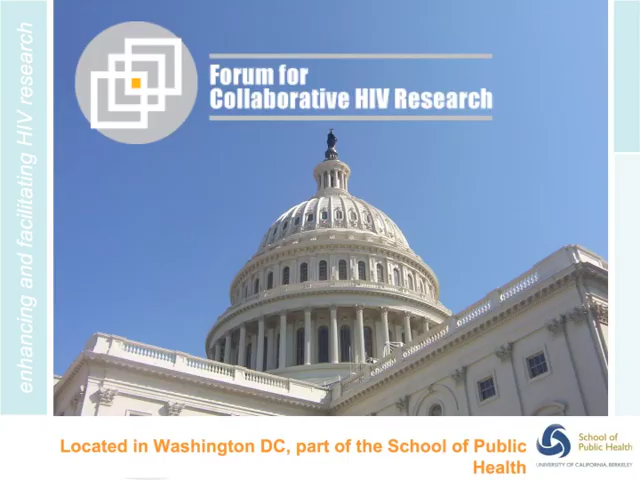 enhancing and facilitating HIV research
Forum for
Collaborative HIV Research
Located in Washington DC, part of the School of Public
Health
School of
Public Health
UNIVERSITY OF CALIFORNIA, BERKELEY